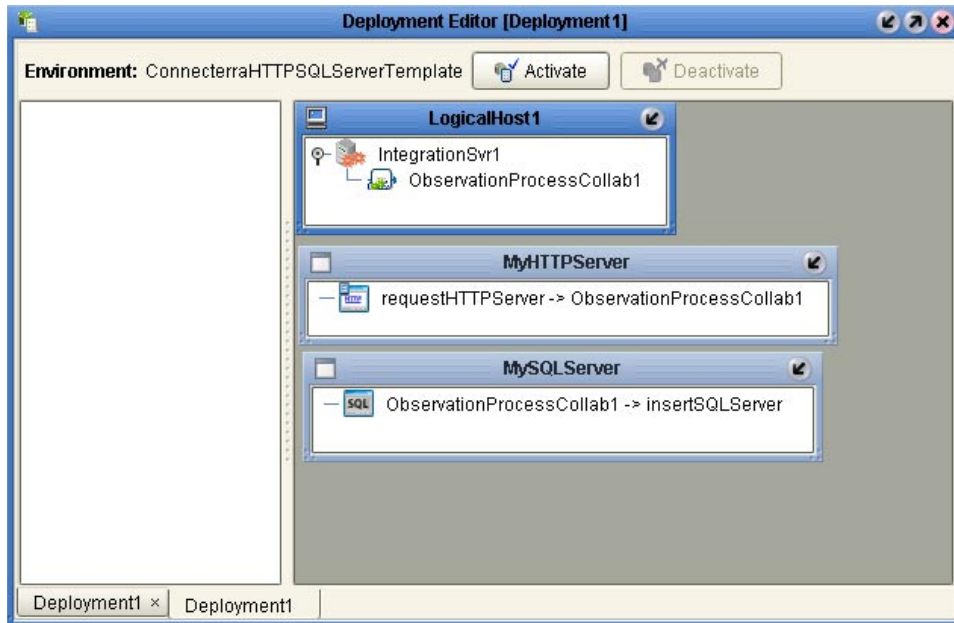 Deployment Editor [Deployment1]
Environment: ConnecterraHTTPSQLServerTemplate Activate Deactivate
LogicalHost1
IntegrationSvr1
ObservationProcessCollab1
MyHTTPServer
HTTP requestHTTPServer -> ObservationProcessCollab1
MySQLServer
SQL ObservationProcessCollab1 -> insertSQLServer
Deployment1 × Deployment1